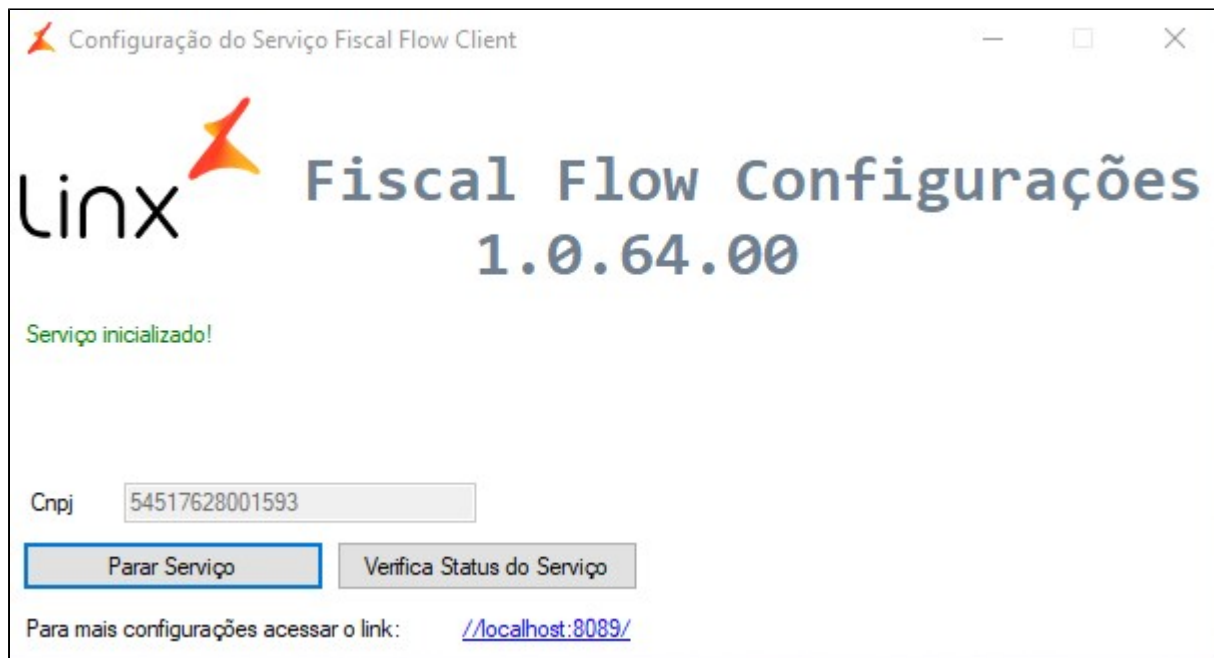 Configuração do Serviço Fiscal Flow Client
Linx
Fiscal Flow Configurações
1.0.64.00
Serviço inicializado!
Cnpj 54517628001593
Parar Serviço Verifica Status do Serviço
Para mais configurações acessar o link: //localhost:8089/